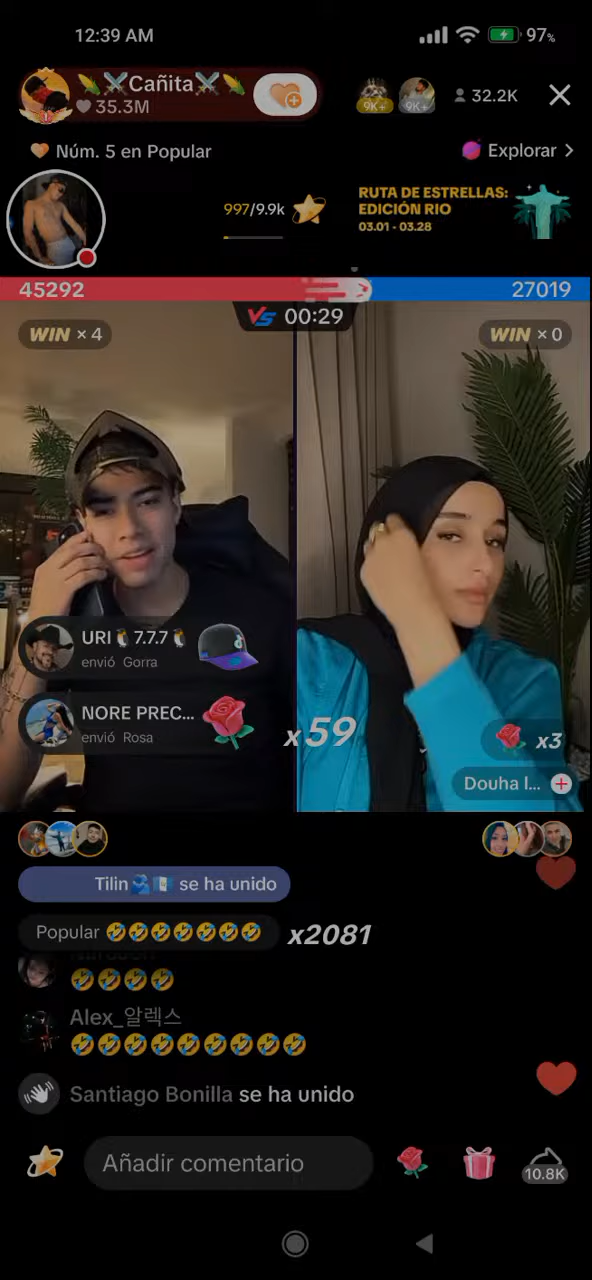 12:39 AM
97%
🌽⚔️Cañita⚔️🌽
35.3M
9K+
9K+
32.2K
Núm. 5 en Popular
Explorar
997/9.9k
RUTA DE ESTRELLAS:
EDICIÓN RIO
03.01 - 03.28
45292
27019
VS 00:29
WIN × 4
WIN × 0
URI🐧7.7.7🐧
envió Gorra
NORE PREC...
envió Rosa
x59
x3
Douha l...
Tilin🫂🇬🇹 se ha unido
Popular 🤣🤣🤣🤣🤣🤣 x2081
🤣🤣🤣🤣
Alex_알렉스
🤣🤣🤣🤣🤣🤣🤣🤣🤣
Santiago Bonilla se ha unido
Añadir comentario
10.8K